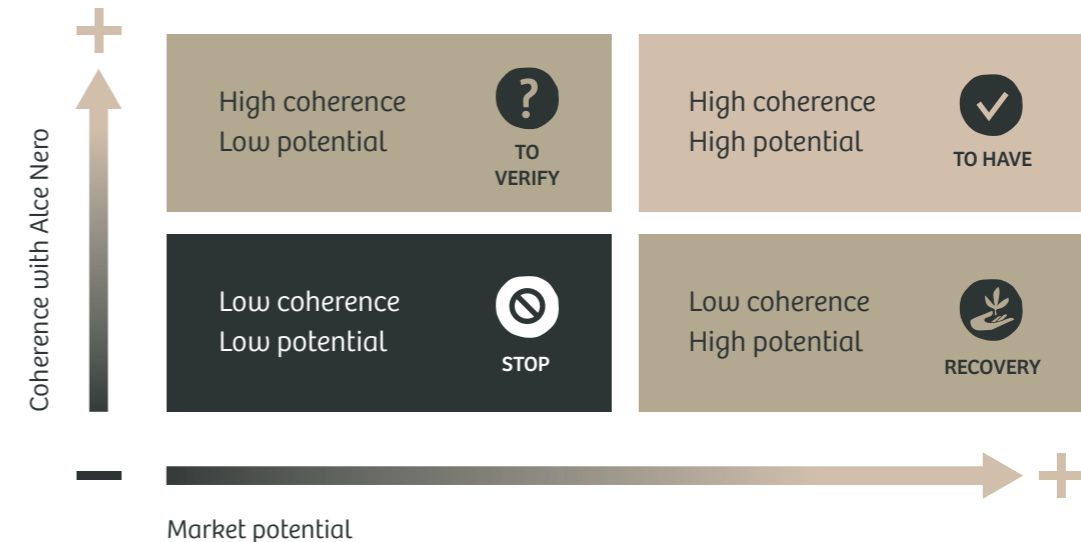 Coherence with Alce Nero
High coherence
Low potential
TO
VERIFY
High coherence
High potential
TO HAVE
Low coherence
Low potential
STOP
Low coherence
High potential
RECOVERY
Market potential